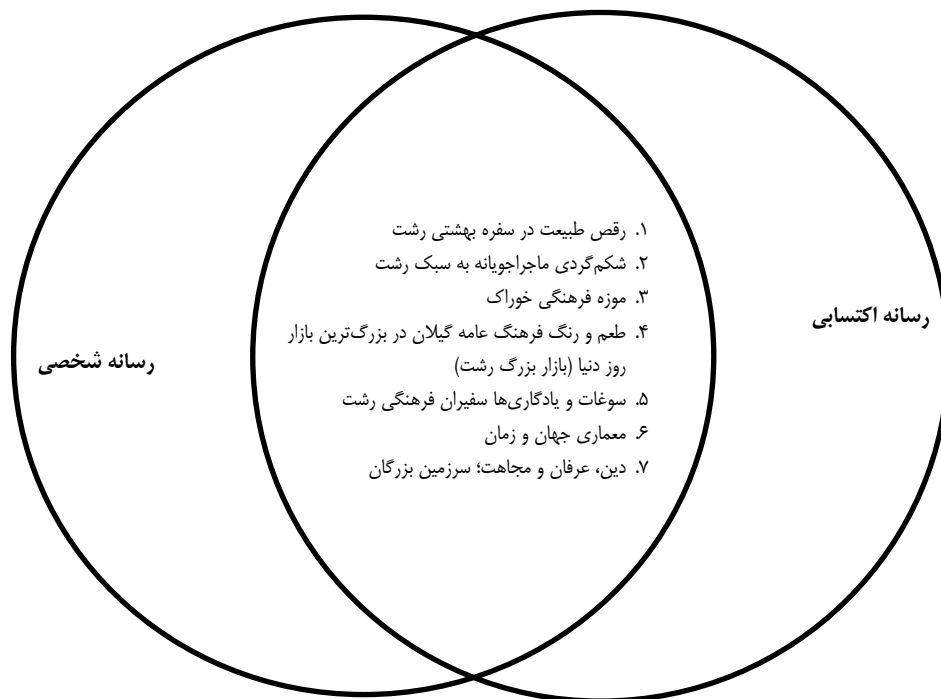 ۱. رقص طبیعت در سفره بهشتی رشت
۲. شکم‌گردی ماجراجویانه به سبک رشت
۳. موزه فرهنگی خوراک
۴. طعم و رنگ فرهنگ عامه گیلان در بزرگ‌ترین بازار
روز دنیا (بازار بزرگ رشت)
۵. سوغات و یادگاری‌ها سفیران فرهنگی رشت
۶. معماری جهان و زمان
۷. دین، عرفان و مجاهت؛ سرزمین بزرگان
رسانه اکتسابی
رسانه شخصی